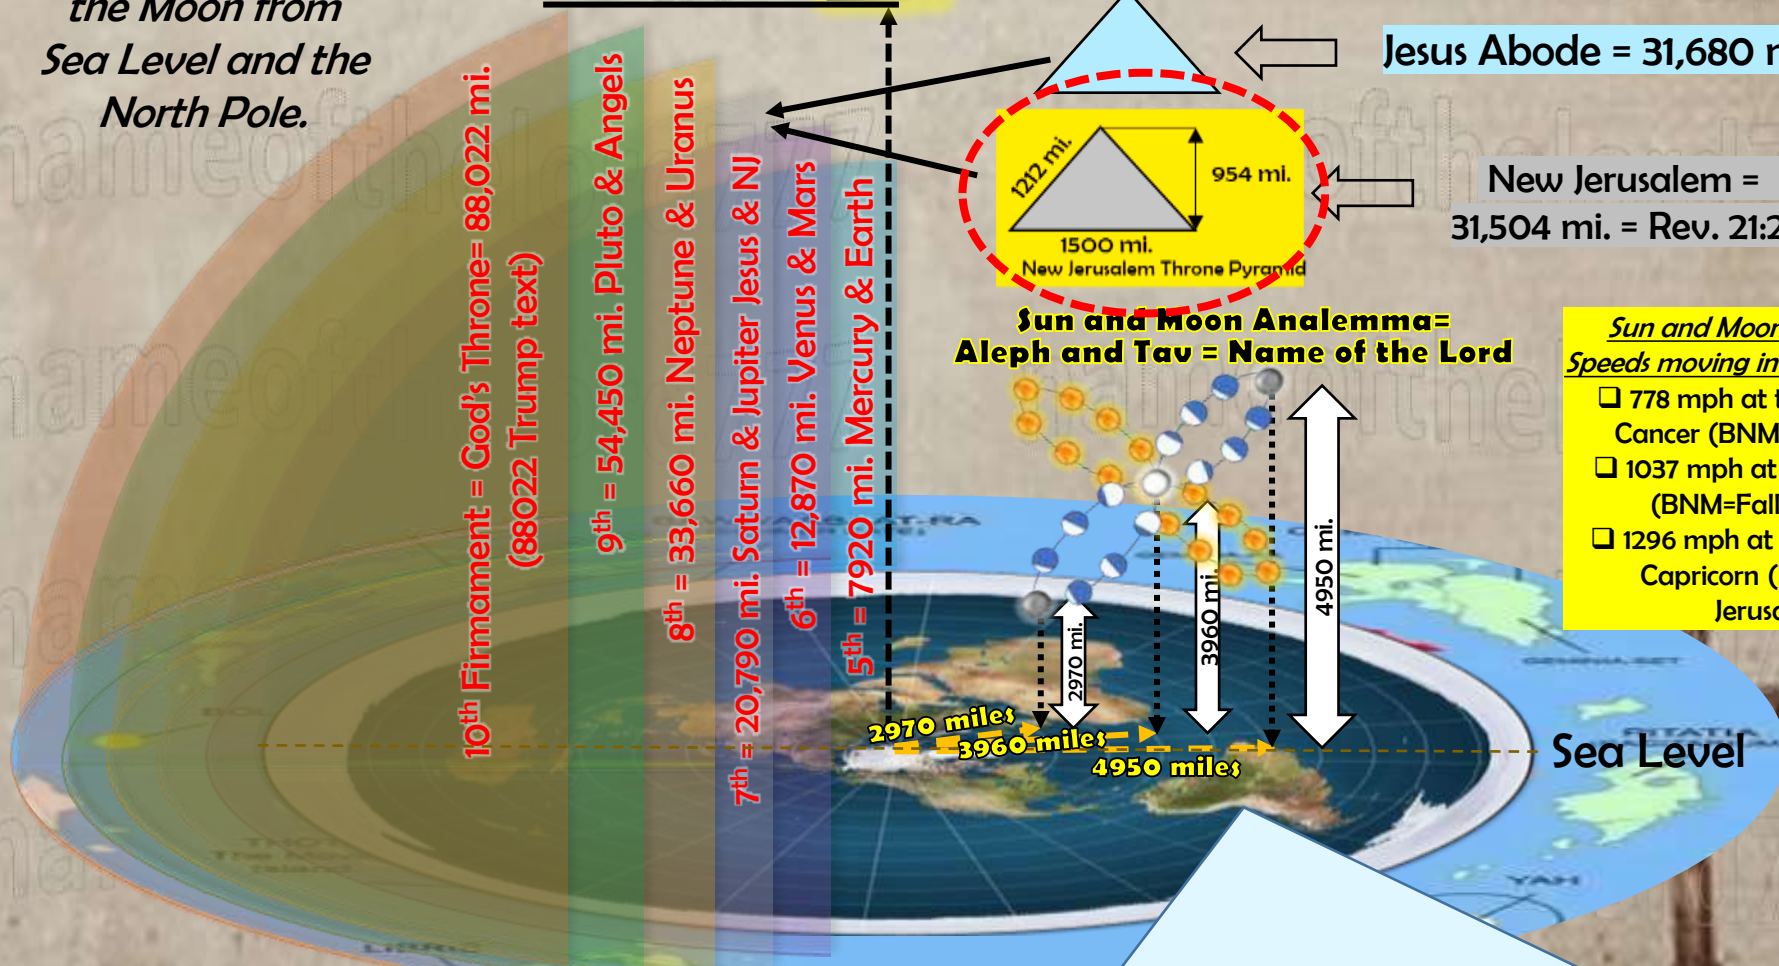 the Moon from
Sea Level and the
North Pole.
10th Firmament = God's Throne= 88,022 mi.
(88022 Trump text)
9th = 54,450 mi. Pluto & Angels
8th = 33,660 mi. Neptune & Uranus
7th = 20,790 mi. Saturn & Jupiter Jesus & NJ
6th = 12,870 mi. Venus & Mars
5th = 7920 mi. Mercury & Earth
Jesus Abode = 31,680
1212 mi.
954 mi.
1500 mi.
New Jerusalem Throne Pyramid
New Jerusalem =
31,504 mi. = Rev. 21:2
Sun and Moon Analemma=
Aleph and Tav = Name of the Lord
Sun and Moon
Speeds moving in
778 mph at
Cancer (BNM
1037 mph at
(BNM=Fall
1296 mph at
Capricorn (
Jerus
2970 mi.
3960 mi.
4950 mi.
2970 miles
3960 miles
4950 miles
Sea Level
YAH